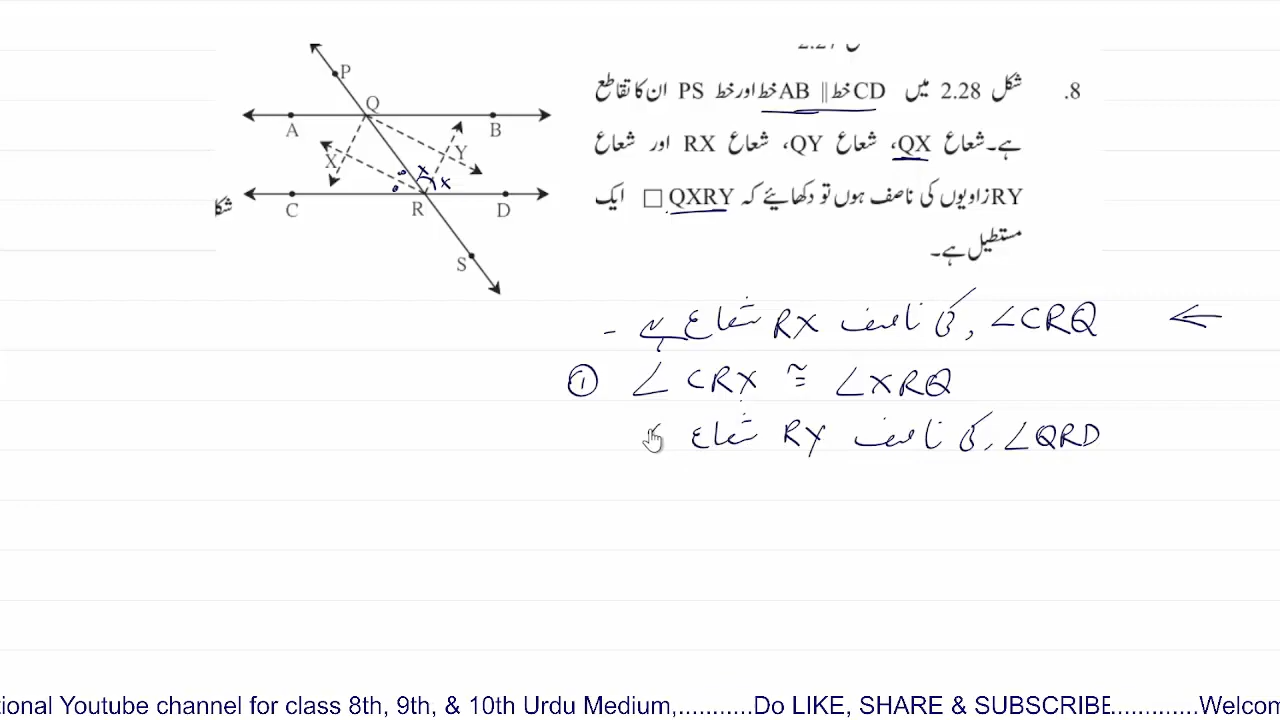 شکل 2.28 میں خط AB || خط CD اور خط PS ان کا تقاطع
8.
ہے۔ شعاع QX، شعاع QY، شعاع RX اور شعاع
RY زاویوں کی ناصف ہوں تو دکھائیے کہ □ QXRY ایک
مستطیل ہے۔
P
Q
A
B
X
Y
x
x
C
R
D
S
شکل
← ∠CRQ کی ناصف RX شعاع ہے -
① ∠CRX ≅ ∠XRQ
∠QRD کی ناصف RY شعاع
tional Youtube channel for class 8th, 9th, & 10th Urdu Medium,...........Do LIKE, SHARE & SUBSCRIBE.............Welcon